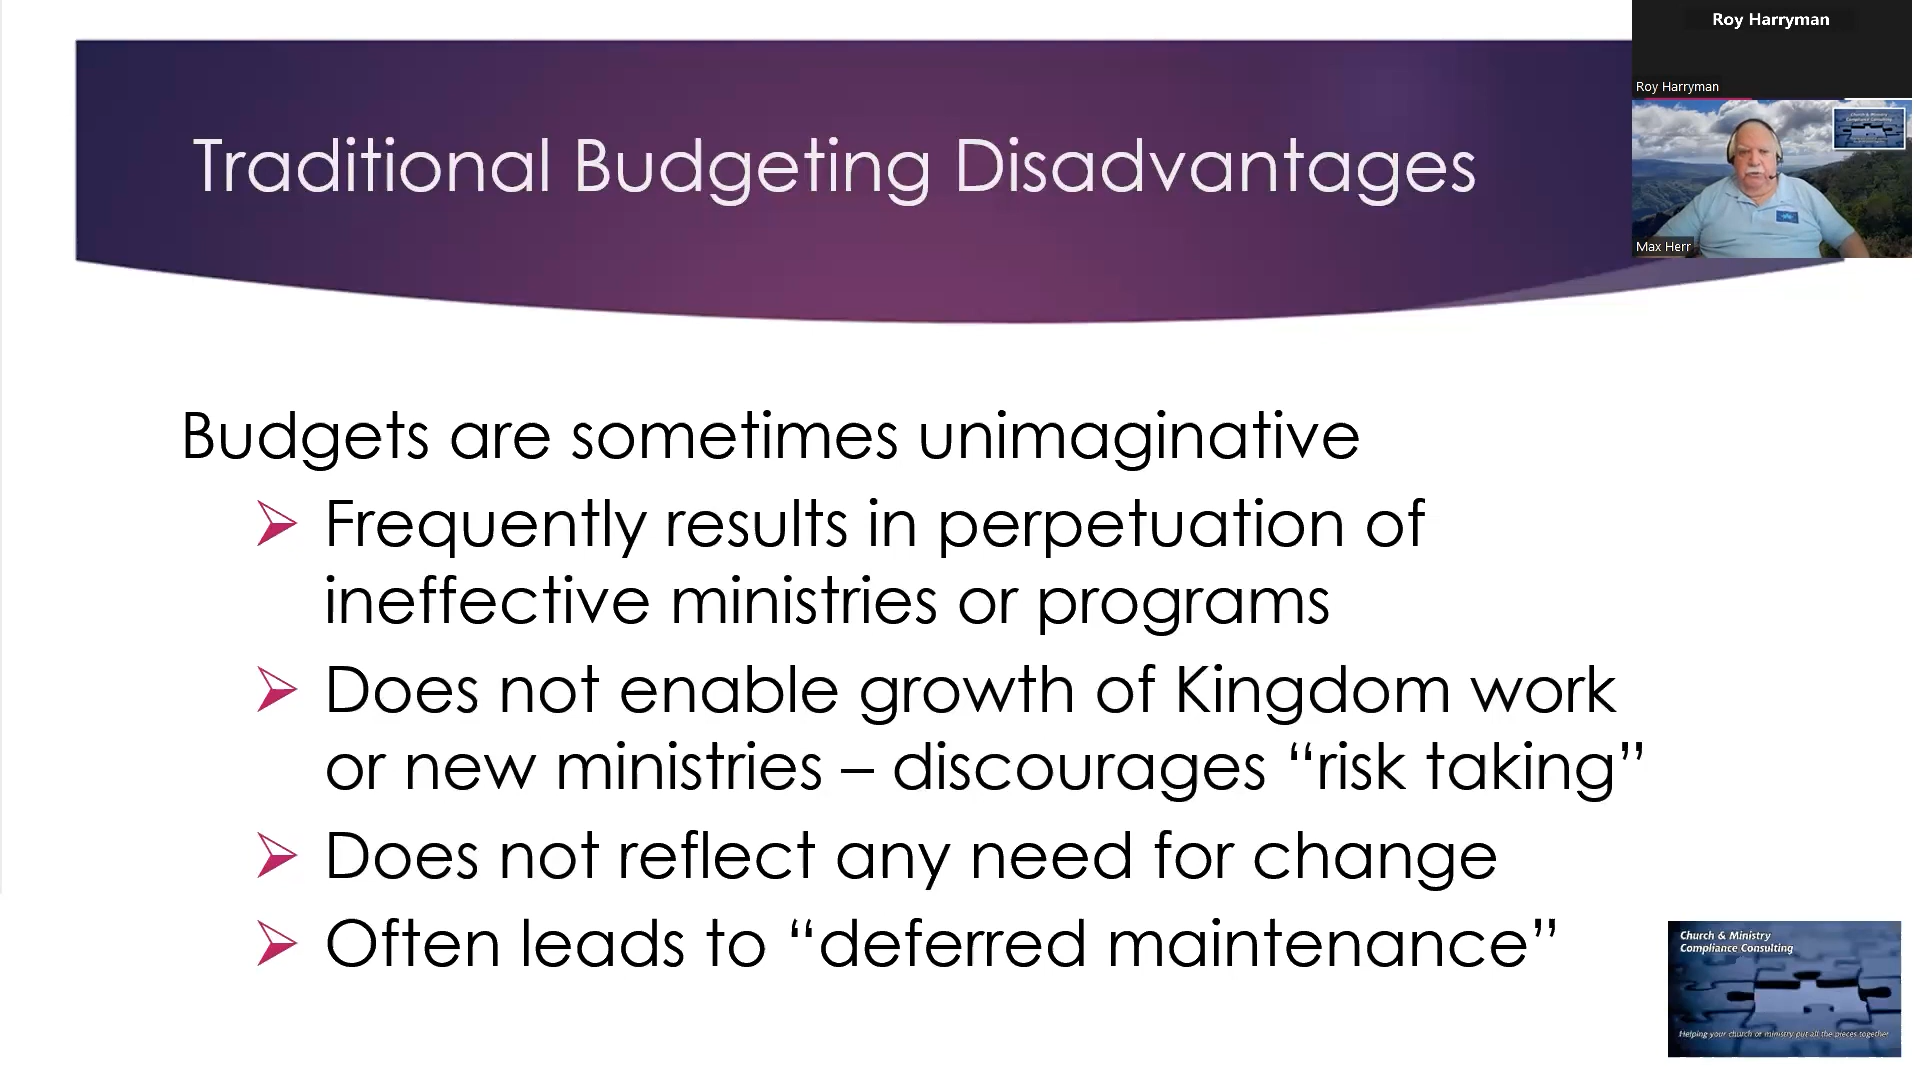 Roy Harryman
Roy Harryman
Max Herr
Traditional Budgeting Disadvantages
Budgets are sometimes unimaginative
Frequently results in perpetuation of
ineffective ministries or programs
Does not enable growth of Kingdom work
or new ministries – discourages “risk taking”
Does not reflect any need for change
Often leads to “deferred maintenance”
Church & Ministry
Compliance Consulting
Helping your church or ministry put all the pieces together